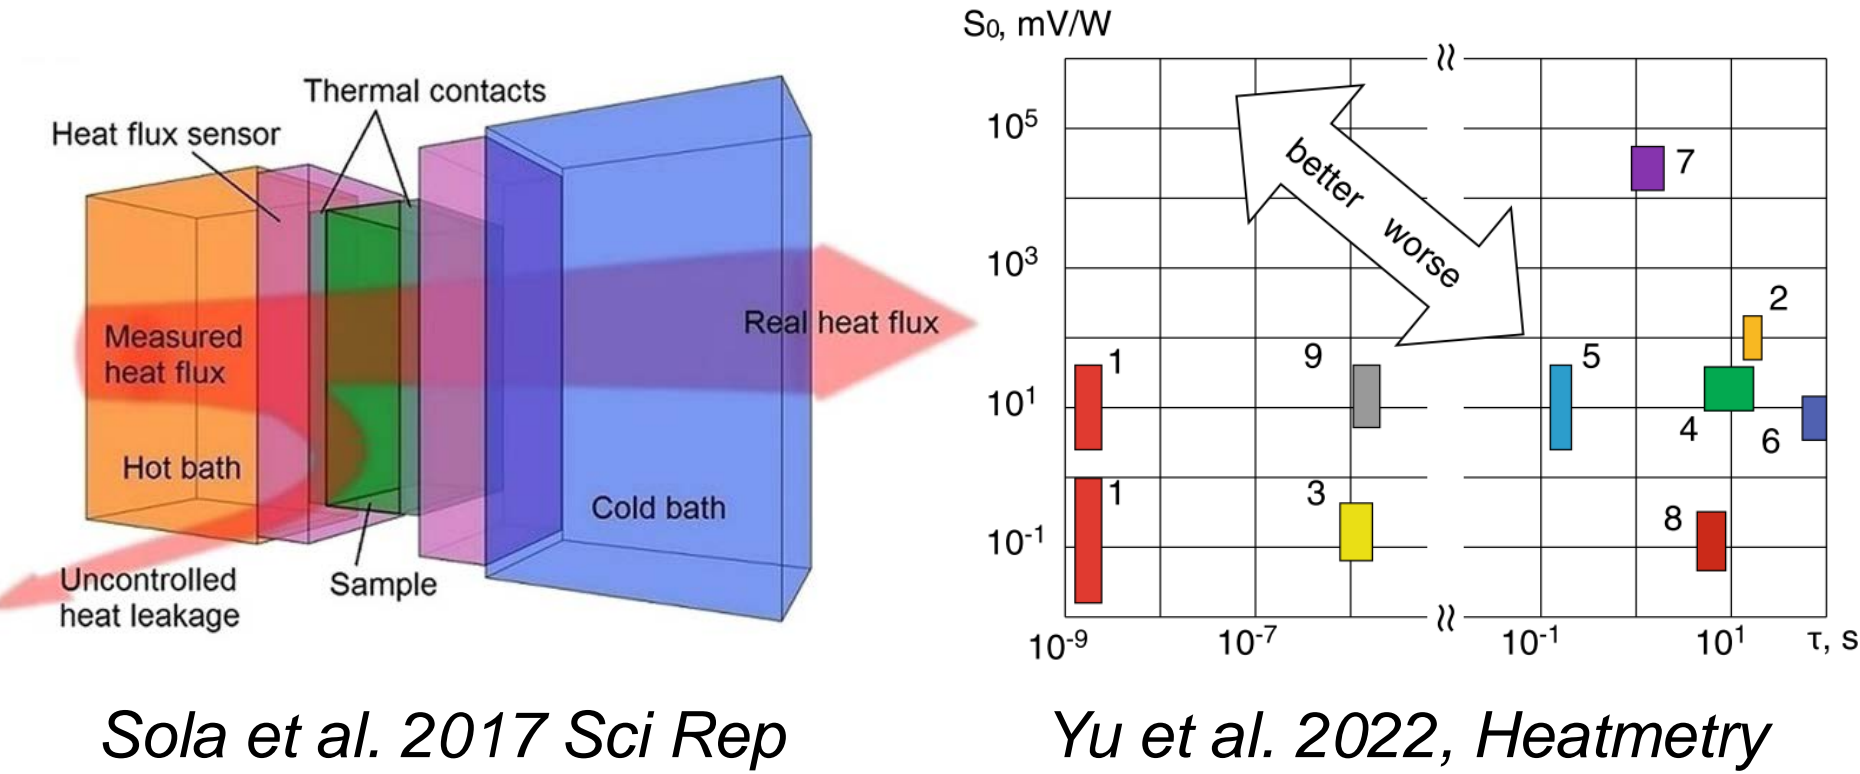 Thermal contacts
Heat flux sensor
Measured
heat flux
Real heat flux
Hot bath
Cold bath
Uncontrolled
heat leakage
Sample
Sola et al. 2017 Sci Rep
S₀, mV/W
10⁵
10³
10¹
10⁻¹
better worse
7
2
1
9
5
4
6
1
3
8
10⁻⁹
10⁻⁷
10⁻¹
10¹
τ, s
Yu et al. 2022, Heatmetry